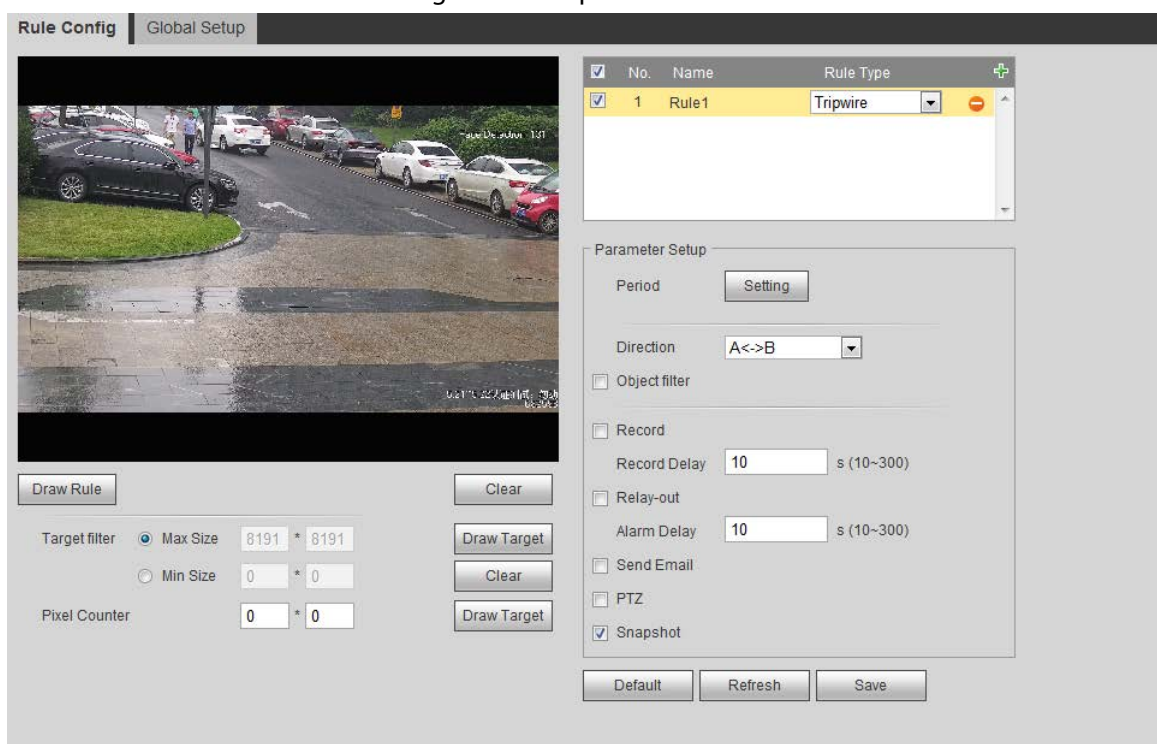 Rule Config Global Setup
No. Name Rule Type
1 Rule1 Tripwire
Parameter Setup
Period Setting
Direction A<->B
Object filter
Record
Record Delay 10 s (10~300)
Relay-out
Alarm Delay 10 s (10~300)
Send Email
PTZ
Snapshot
Default Refresh Save
Draw Rule Clear
Target filter Max Size 8191 * 8191 Draw Target
Min Size 0 * 0 Clear
Pixel Counter 0 * 0 Draw Target